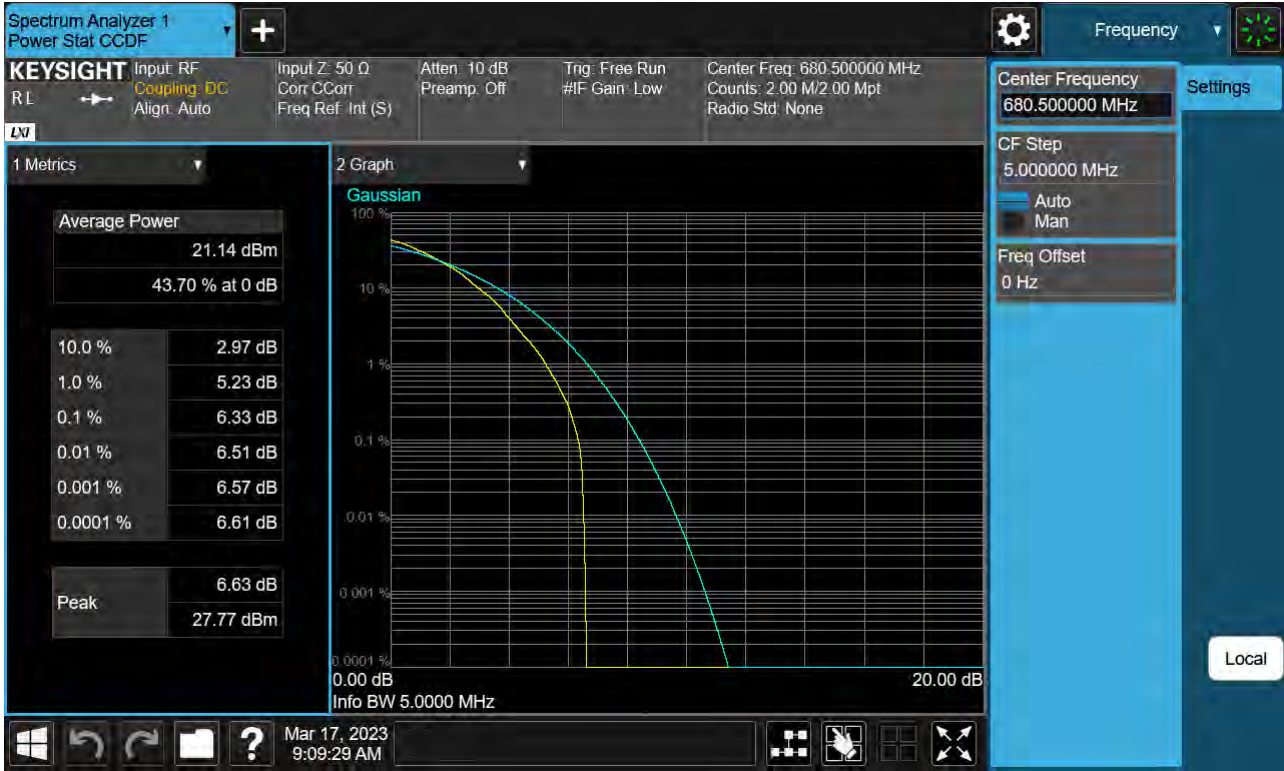 Spectrum Analyzer 1
Power Stat CCDF
+
Frequency
KEYSIGHT
R L
LXI
Input: RF
Coupling: DC
Align: Auto
Input Z: 50 Ω
Corr CCorr
Freq Ref: Int (S)
Atten: 10 dB
Preamp: Off
Trig: Free Run
#IF Gain: Low
Center Freq: 680.500000 MHz
Counts: 2.00 M/2.00 Mpt
Radio Std: None
Center Frequency
680.500000 MHz
Settings
CF Step
5.000000 MHz
Auto
Man
Freq Offset
0 Hz
1 Metrics
Average Power
21.14 dBm
43.70 % at 0 dB
10.0 % 2.97 dB
1.0 % 5.23 dB
0.1 % 6.33 dB
0.01 % 6.51 dB
0.001 % 6.57 dB
0.0001 % 6.61 dB
Peak
6.63 dB
27.77 dBm
2 Graph
Gaussian
100 %
10 %
1 %
0.1 %
0.01 %
0.001 %
0.0001 %
0.00 dB 20.00 dB
Info BW 5.0000 MHz
Local
?
Mar 17, 2023
9:09:29 AM